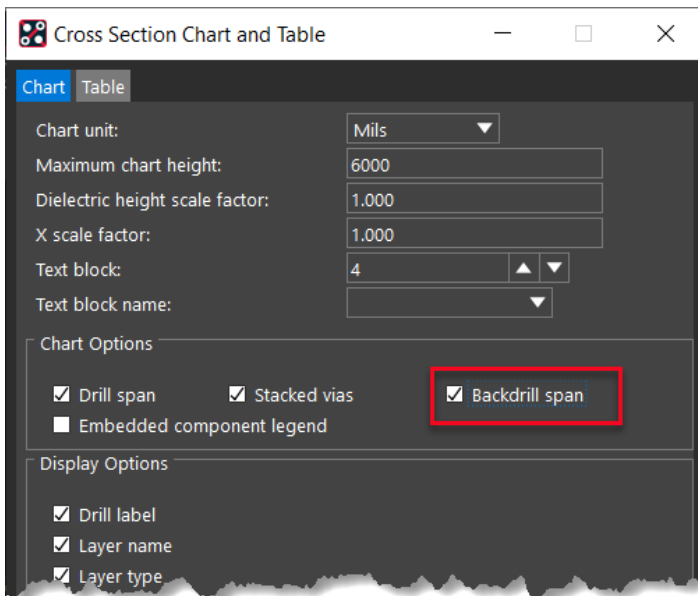 Cross Section Chart and Table
Chart Table
Chart unit: Mils
Maximum chart height: 6000
Dielectric height scale factor: 1.000
X scale factor: 1.000
Text block: 4
Text block name:
Chart Options
Drill span Stacked vias Backdrill span
Embedded component legend
Display Options
Drill label
Layer name
Layer type